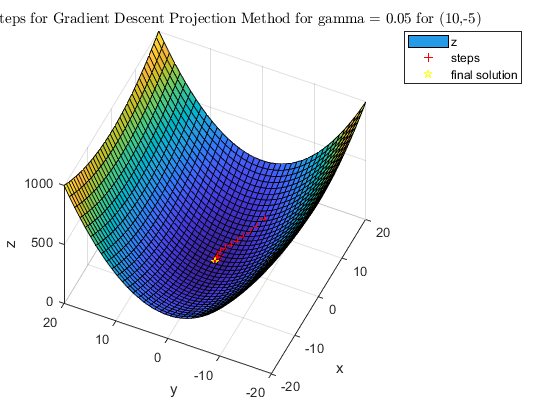 teps for Gradient Descent Projection Method for gamma = 0.05 for (10,-5)
z
steps
final solution
1000
500
0
z
20
10
0
-10
-20
y
20
10
0
-10
-20
x